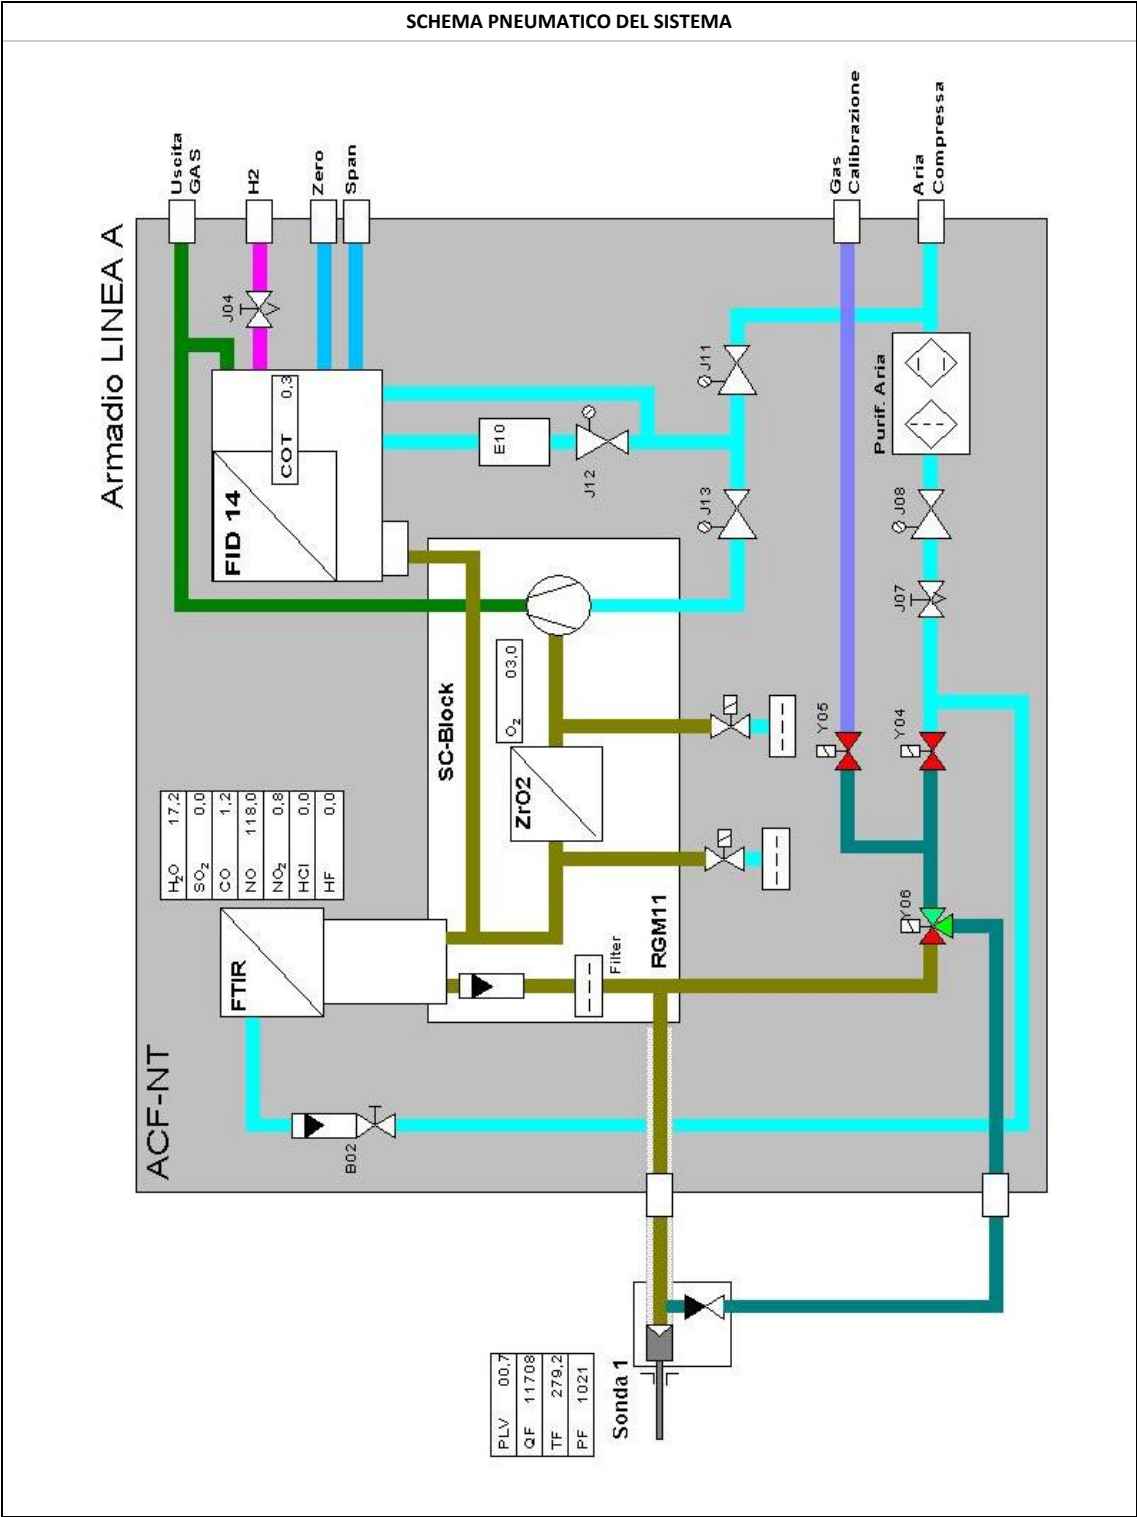 SCHEMA PNEUMATICO DEL SISTEMA
Armadio LINEA A
ACF-NT
Uscita
GAS
H2
Zero
Span
Gas
Calibrazione
Aria
Compressa
J04
COT 0,3
FID 14
E10
J12
J11
J13
Purif. Aria
J08
J07
SC-Block
O₂ 03,0
ZrO2
RGM11
Filter
Y05
Y04
Y06
H₂O 17,2
SO₂ 0,0
CO 1,2
NO 118,0
NO₂ 0,8
HCl 0,0
HF 0,0
FTIR
B02
PLV 00,7
QF 11708
TF 279,2
PF 1021
Sonda 1